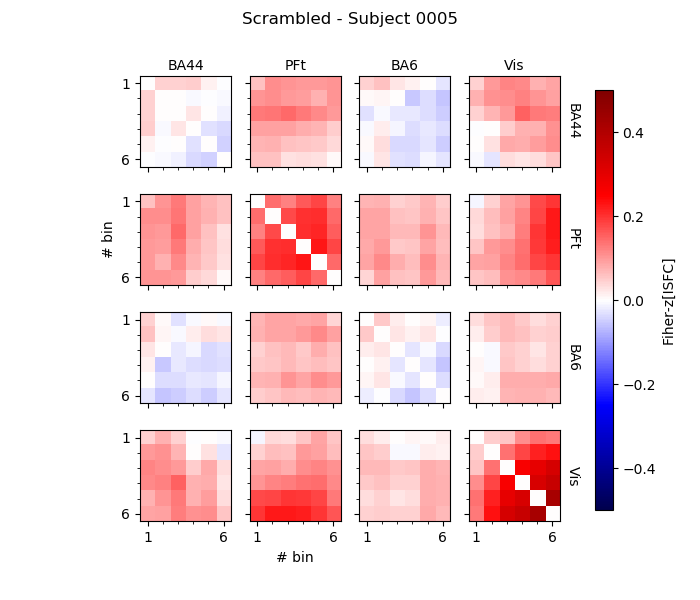 Scrambled - Subject 0005
BA44 PFt BA6 Vis
1
6
BA44
0.4
1
6
# bin
PFt
0.2
0.0
Fiher-z[ISFC]
1
6
BA6
−0.2
1
6
Vis
−0.4
1 6 1 6 1 6 1 6
# bin